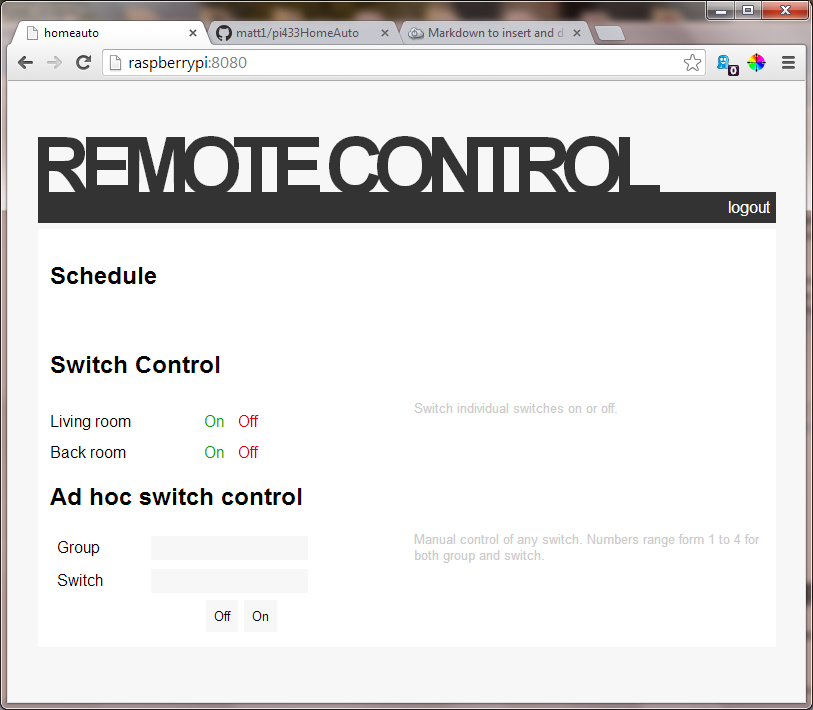 homeauto
matt1/pi433HomeAuto
Markdown to insert and d
raspberrypi:8080
0
REMOTE CONTROL
logout
Schedule
Switch Control
Living room On Off
Switch individual switches on or off.
Back room On Off
Ad hoc switch control
Group
Manual control of any switch. Numbers range form 1 to 4 for
both group and switch.
Switch
Off On